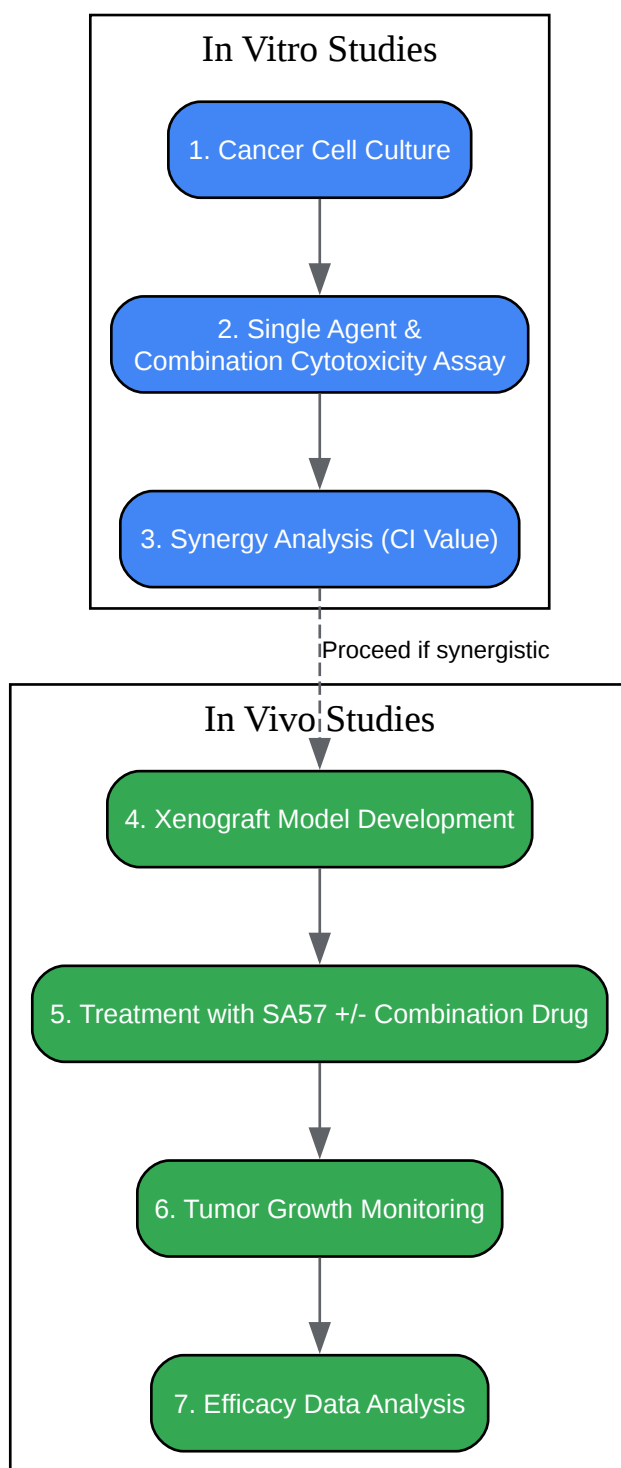 In Vitro Studies
1. Cancer Cell Culture
2. Single Agent &
Combination Cytotoxicity Assay
3. Synergy Analysis (CI Value)
Proceed if synergistic
In Vivo Studies
4. Xenograft Model Development
5. Treatment with SA57 +/- Combination Drug
6. Tumor Growth Monitoring
7. Efficacy Data Analysis